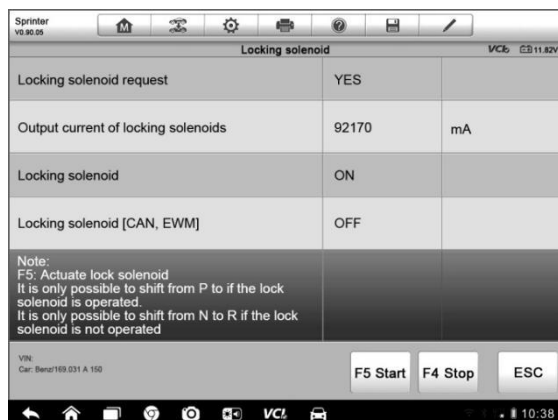 Sprinter
V0.90.05
Locking solenoid
VCI 11.82V
Locking solenoid request YES
Output current of locking solenoids 92170 mA
Locking solenoid ON
Locking solenoid [CAN, EWM] OFF
Note:
F5: Actuate lock solenoid
It is only possible to shift from P to if the lock
solenoid is operated.
It is only possible to shift from N to R if the lock
solenoid is not operated
VIN:
Car: Benz/169.031 A 150
F5 Start F4 Stop ESC
VCI 10:38